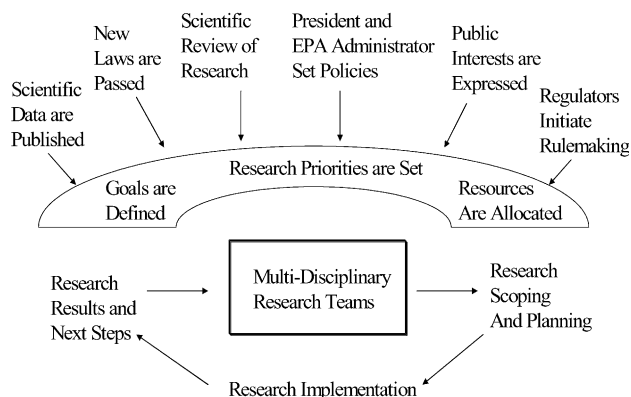 Scientific
Data are
Published
New
Laws are
Passed
Scientific
Review of
Research
President and
EPA Administrator
Set Policies
Public
Interests are
Expressed
Regulators
Initiate
Rulemaking
Research Priorities are Set
Goals are
Defined
Resources
Are Allocated
Research
Results and
Next Steps
Multi-Disciplinary
Research Teams
Research
Scoping
And Planning
Research Implementation